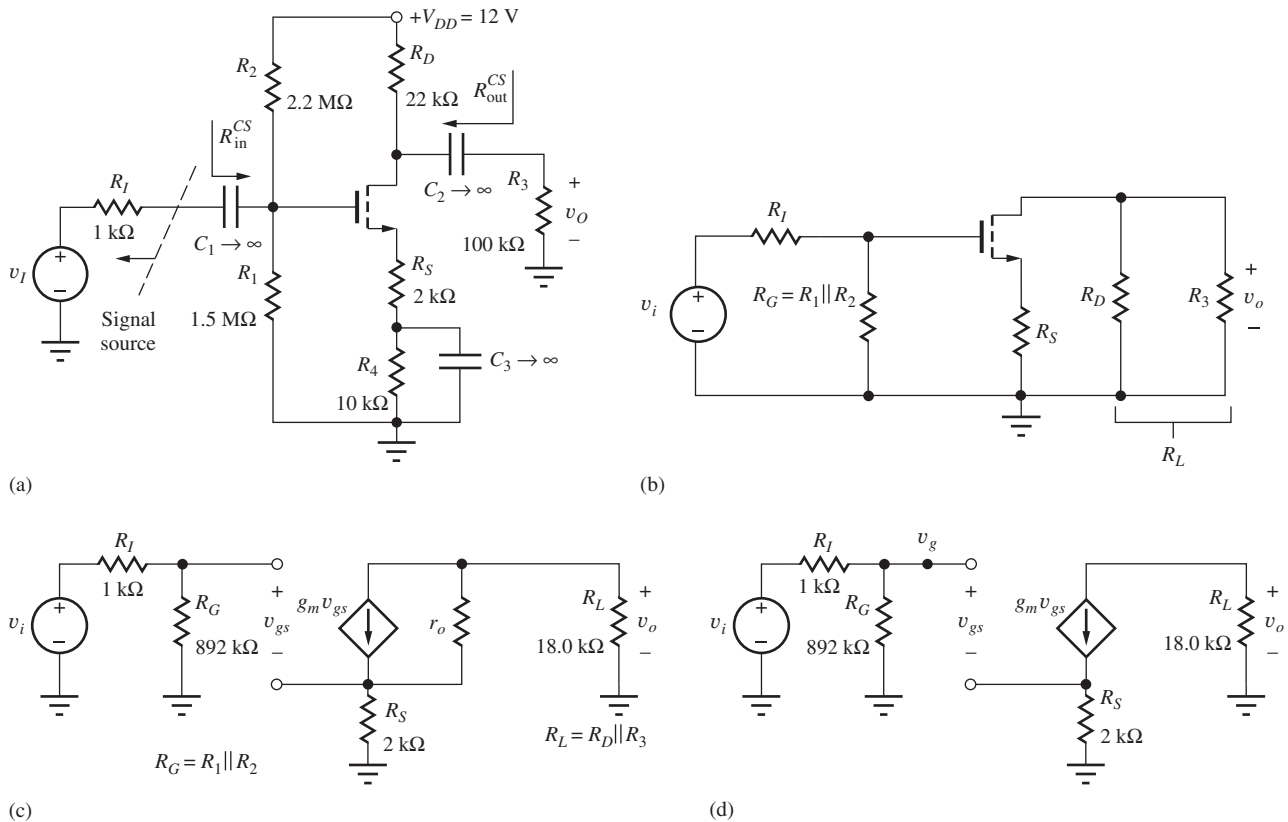 +V_DD = 12 V
R_2
2.2 MΩ
R_D
22 kΩ
R_out^CS
R_in^CS
R_I
1 kΩ
C_1 → ∞
C_2 → ∞
R_3
100 kΩ
+
v_O
−
v_I
+
−
Signal
source
R_1
1.5 MΩ
R_S
2 kΩ
R_4
10 kΩ
C_3 → ∞
(a)
R_I
v_i
+
−
R_G = R_1||R_2
R_S
R_D
R_3
+
v_o
−
R_L
(b)
R_I
1 kΩ
v_i
+
−
R_G
892 kΩ
+
v_gs
−
g_m v_gs
r_o
R_L
18.0 kΩ
+
v_o
−
R_S
2 kΩ
R_G = R_1||R_2
R_L = R_D||R_3
(c)
R_I
1 kΩ
v_g
v_i
+
−
R_G
892 kΩ
+
v_gs
−
g_m v_gs
R_L
18.0 kΩ
+
v_o
−
R_S
2 kΩ
(d)